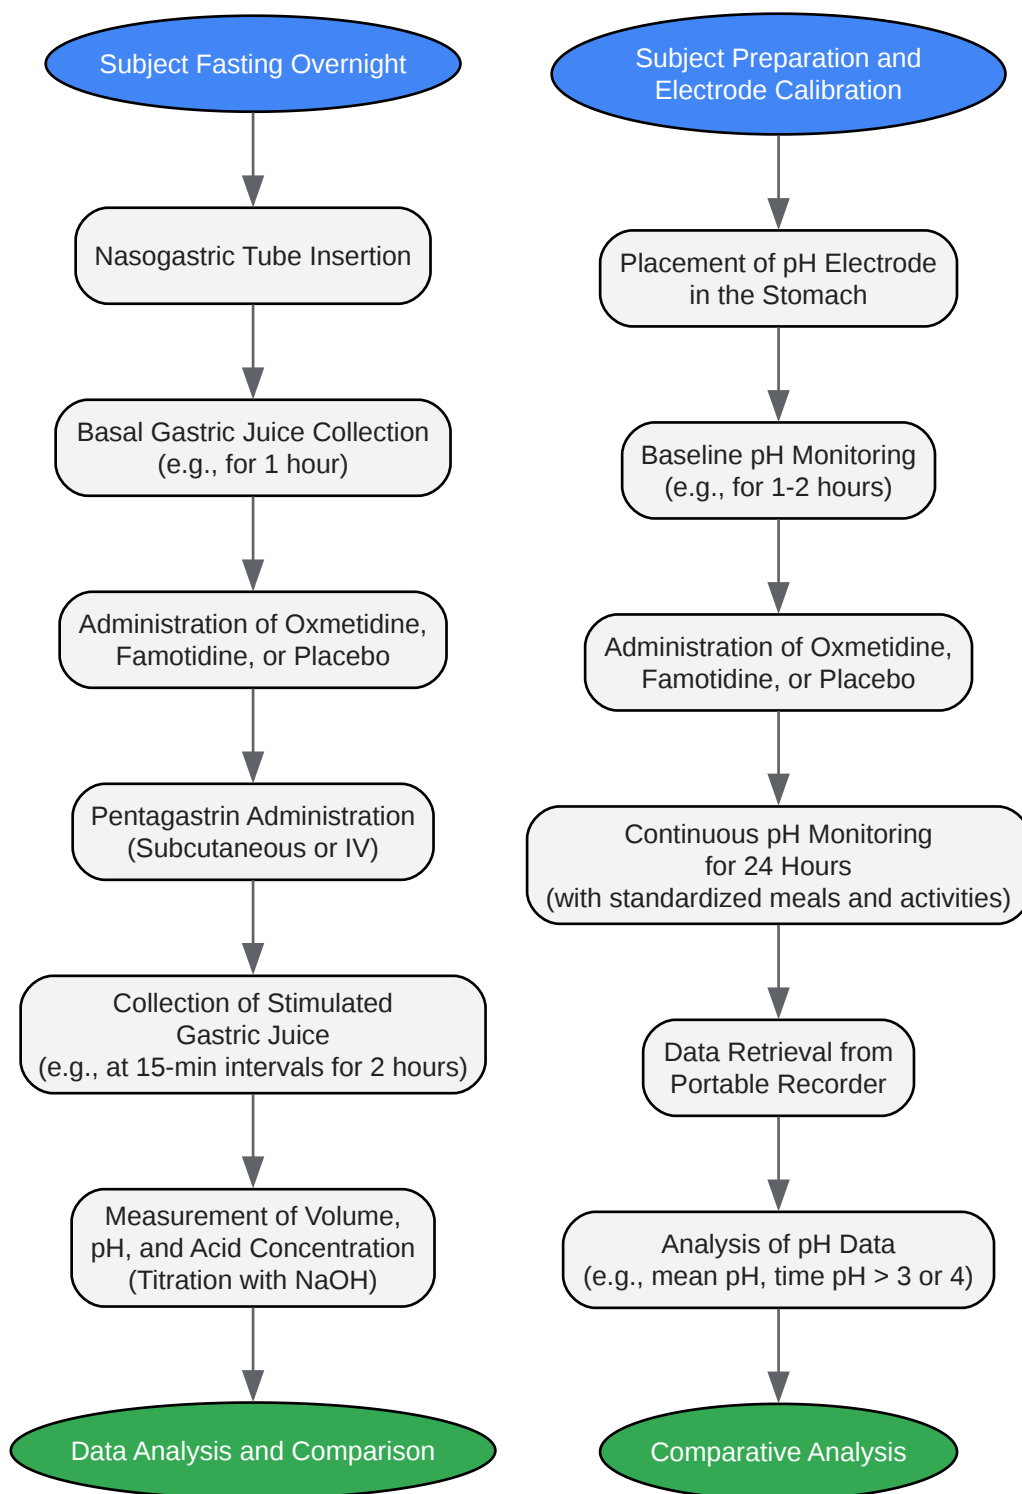 Subject Fasting Overnight
Nasogastric Tube Insertion
Basal Gastric Juice Collection
(e.g., for 1 hour)
Administration of Oxmetidine,
Famotidine, or Placebo
Pentagastrin Administration
(Subcutaneous or IV)
Collection of Stimulated
Gastric Juice
(e.g., at 15-min intervals for 2 hours)
Measurement of Volume,
pH, and Acid Concentration
(Titration with NaOH)
Data Analysis and Comparison
Subject Preparation and
Electrode Calibration
Placement of pH Electrode
in the Stomach
Baseline pH Monitoring
(e.g., for 1-2 hours)
Administration of Oxmetidine,
Famotidine, or Placebo
Continuous pH Monitoring
for 24 Hours
(with standardized meals and activities)
Data Retrieval from
Portable Recorder
Analysis of pH Data
(e.g., mean pH, time pH > 3 or 4)
Comparative Analysis